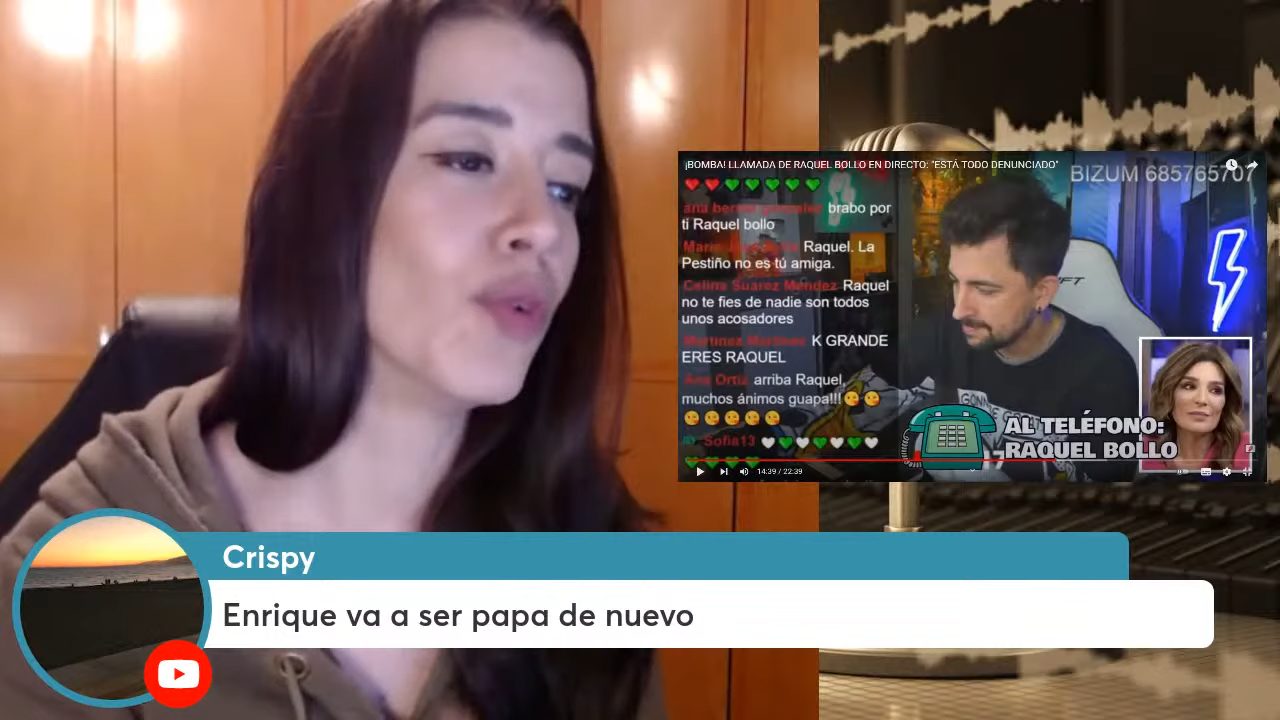 ¡BOMBA! LLAMADA DE RAQUEL BOLLO EN DIRECTO: "ESTÁ TODO DENUNCIADO"
BIZUM 685765707
brabo por
ti Raquel bollo
Raquel. La
Pestiño no es tú amiga.
Celina Suarez Mendez Raquel
no te fies de nadie son todos
unos acosadores
Martinez Martinez K GRANDE
ERES RAQUEL
Ana Ortiz arriba Raquel,
muchos ánimos guapa!!!
Sofia13
AL TELÉFONO:
RAQUEL BOLLO
14:39 / 22:39
Crispy
Enrique va a ser papa de nuevo